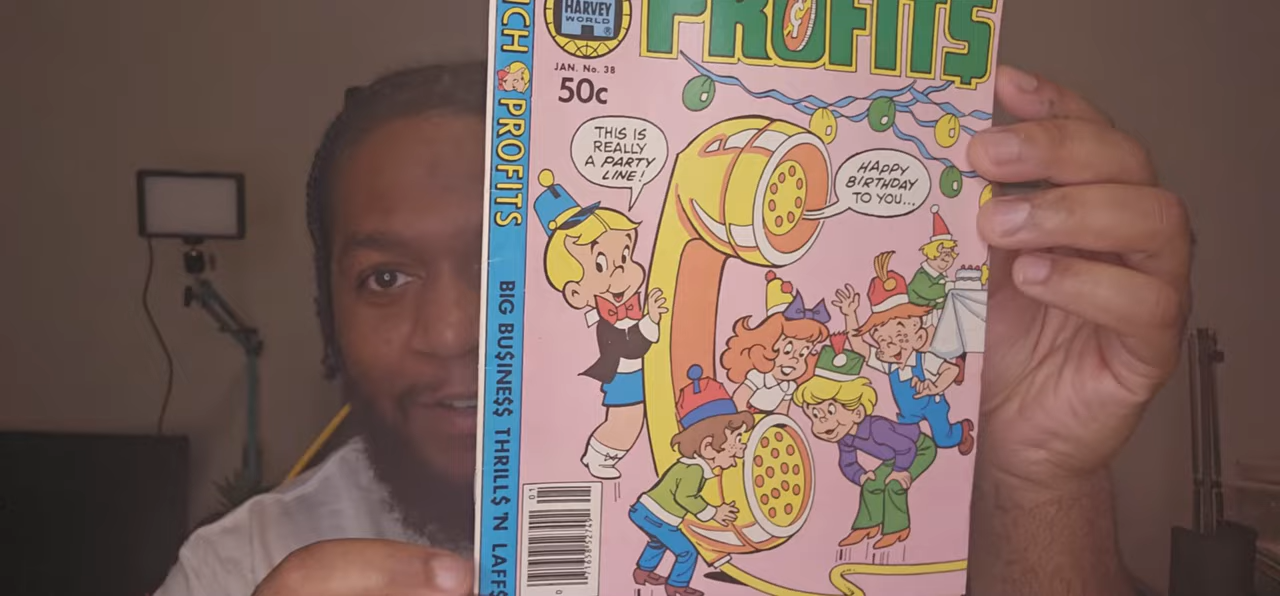 HARVEY
WORLD
®
PROFIT$
JAN. No. 38
50c
THIS IS
REALLY
A PARTY
LINE!
HAPPY
BIRTHDAY
TO YOU...
ICH PROFITS
BIG BU$INE$$ THRILL$ 'N LAFF$